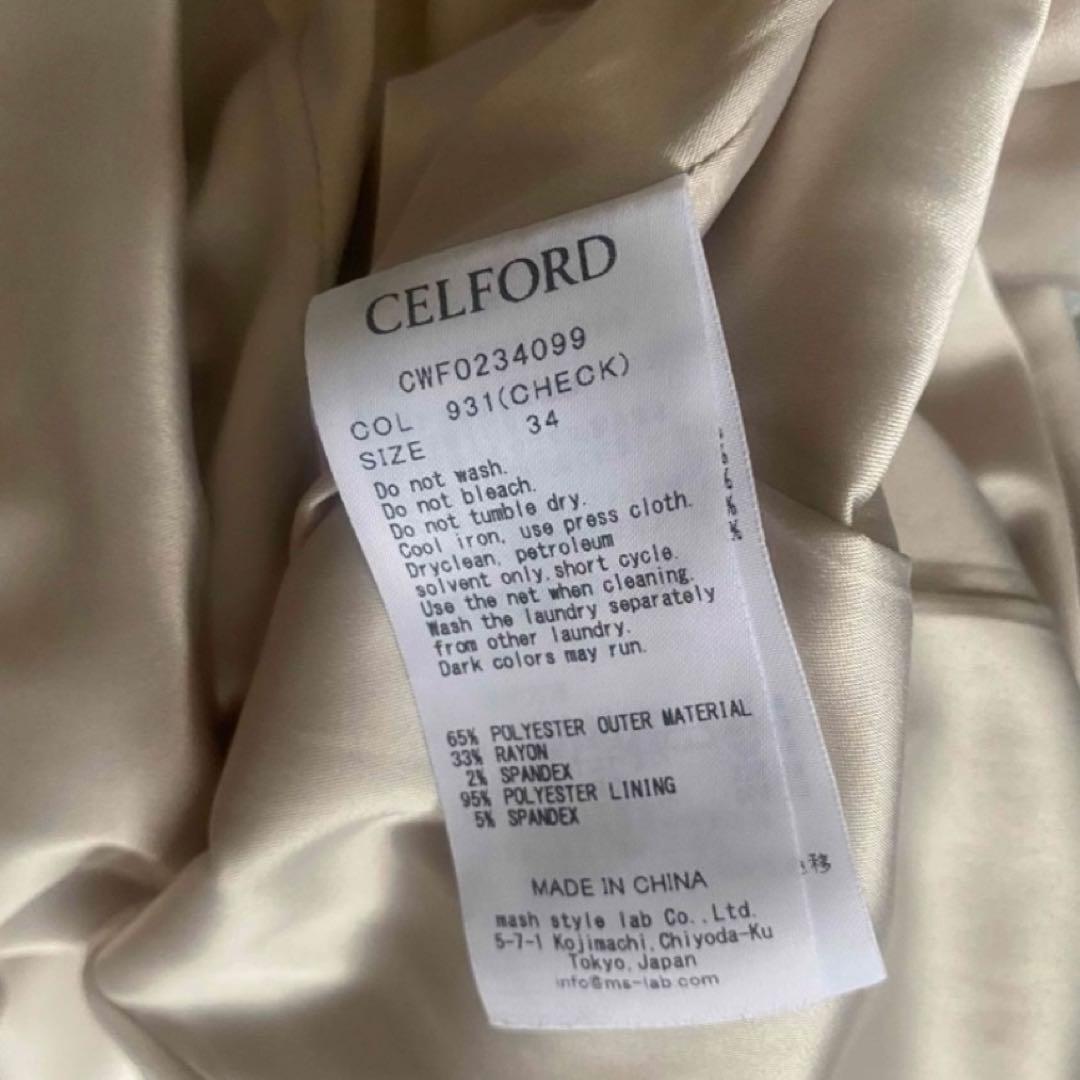 CELFORD
CWF0234099
COL 931(CHECK)
SIZE 34
Do not wash.
Do not bleach.
Do not tumble dry.
Cool iron, use press cloth.
Dryclean, petroleum
solvent only,short cycle.
Use the net when cleaning.
Wash the laundry separately
from other laundry.
Dark colors may run.
65% POLYESTER OUTER MATERIAL
33% RAYON
2% SPANDEX
95% POLYESTER LINING
5% SPANDEX
MADE IN CHINA
mash style lab Co.,Ltd.
5-7-1 Kojimachi,Chiyoda-Ku
Tokyo,Japan
info@ms-lab.com
移